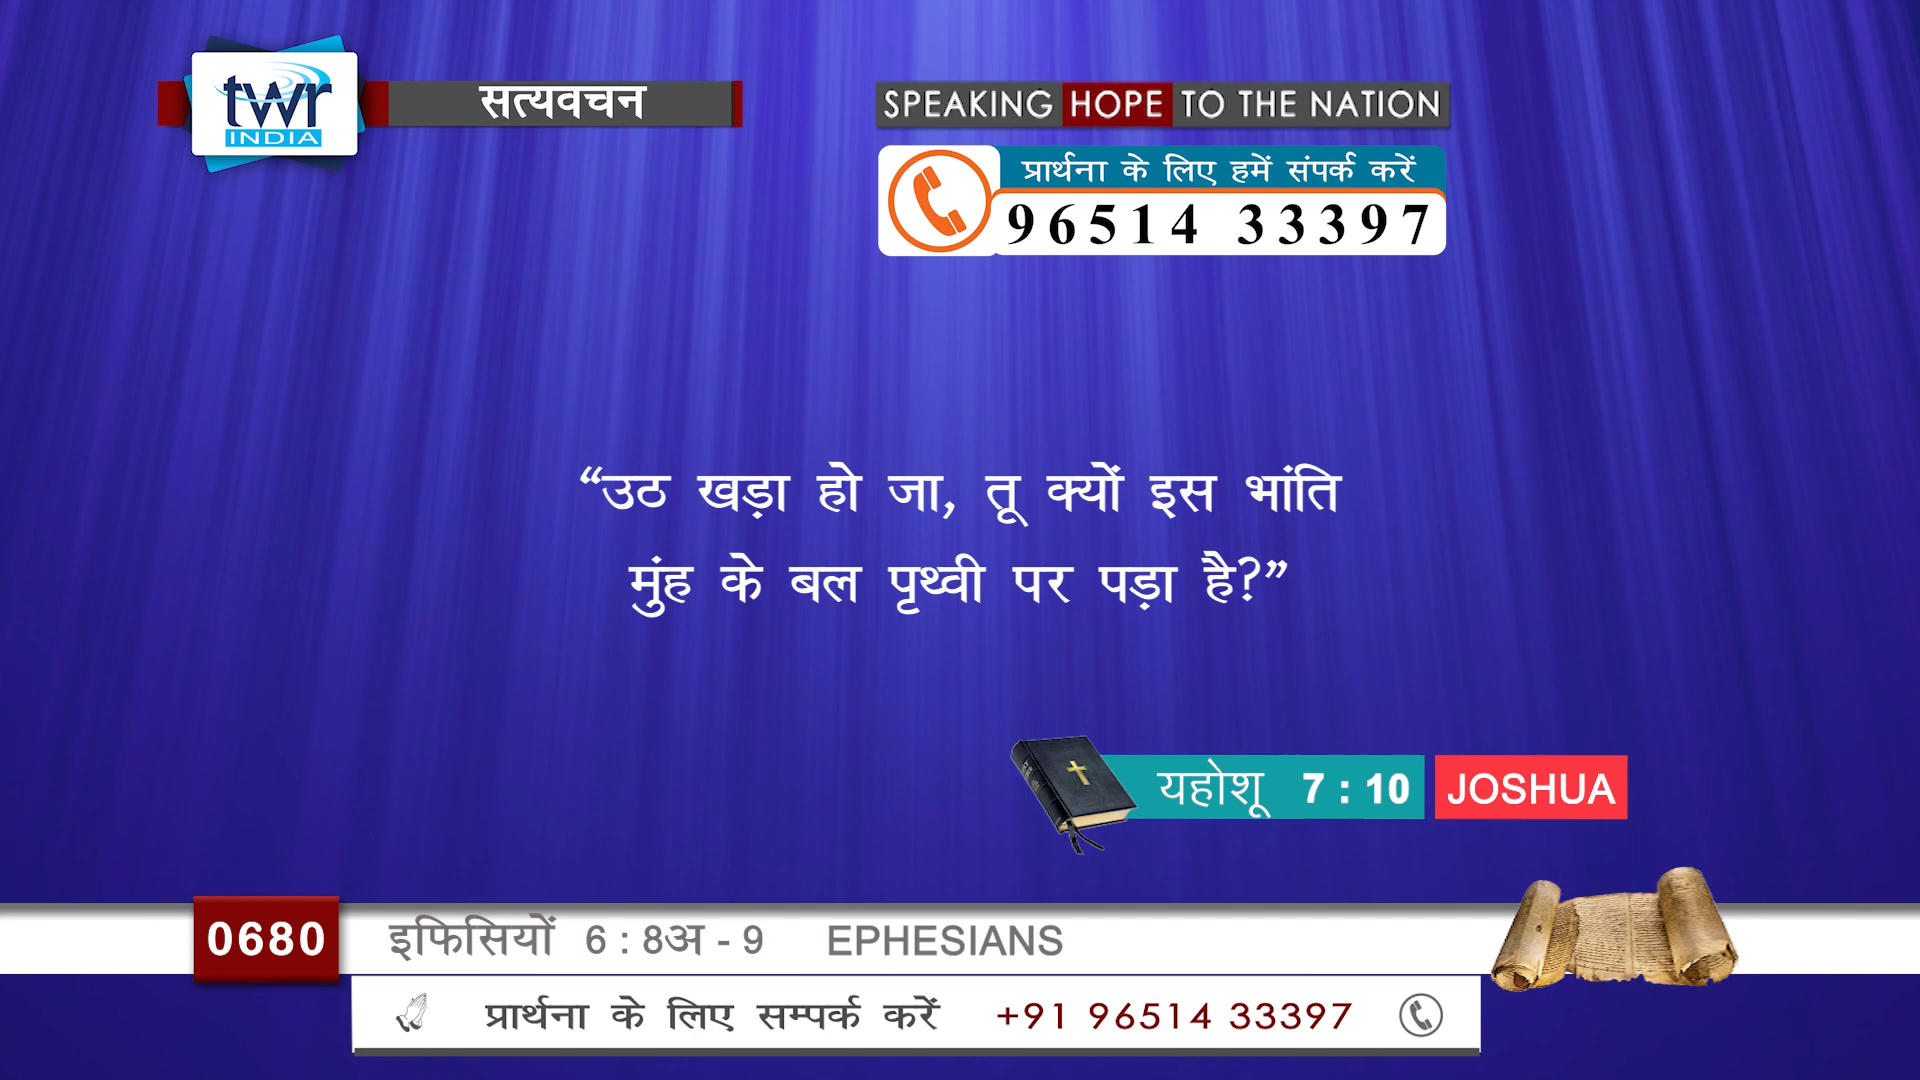 twr
INDIA
सत्यवचन
SPEAKING HOPE TO THE NATION
प्रार्थना के लिए हमें संपर्क करें
96514 33397
“उठ खड़ा हो जा, तू क्यों इस भांति
मुंह के बल पृथ्वी पर पड़ा है?”
यहोशू 7 : 10 JOSHUA
0680 इफिसियों 6 : 8अ - 9 EPHESIANS
प्रार्थना के लिए सम्पर्क करें +91 96514 33397